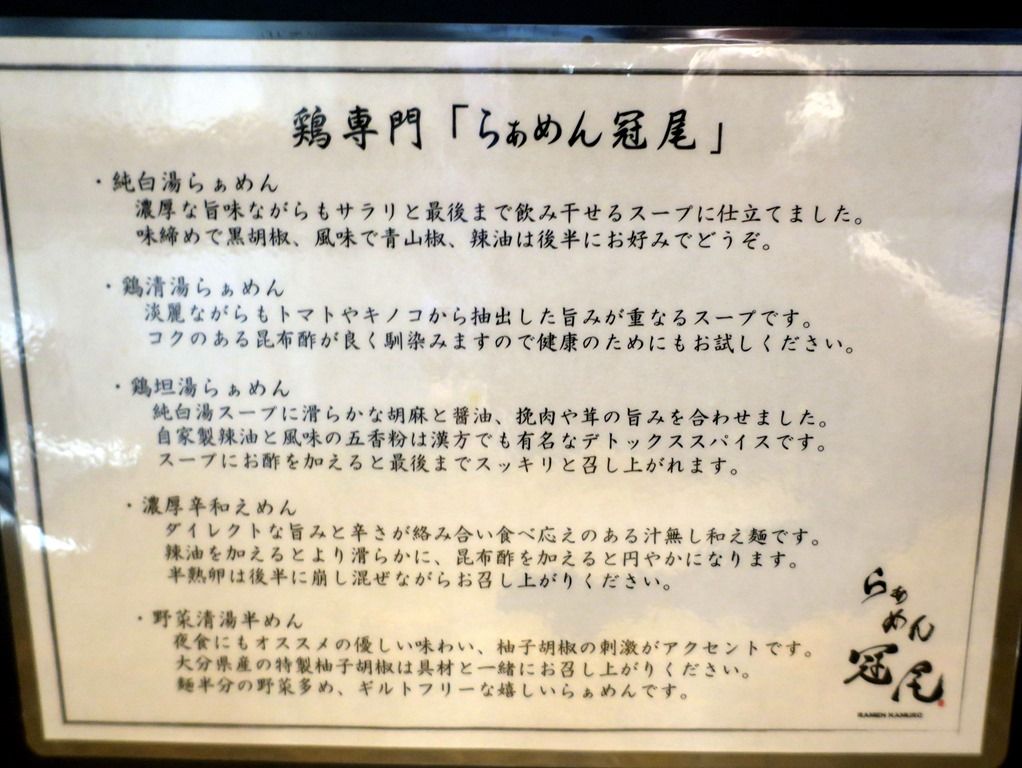 鶏専門「らぁめん冠尾」
・純白湯らぁめん
濃厚な旨味ながらもサラリと最後まで飲み干せるスープに仕立てました。
味締めで黒胡椒、風味で青山椒、辣油は後半にお好みでどうぞ。
・鶏清湯らぁめん
淡麗ながらもトマトやキノコから抽出した旨みが重なるスープです。
コクのある昆布酢が良く馴染みますので健康のためにもお試しください。
・鶏坦湯らぁめん
純白湯スープに滑らかな胡麻と醤油、挽肉や茸の旨みを合わせました。
自家製辣油と風味の五香粉は漢方でも有名なデトックススパイスです。
スープにお酢を加えると最後までスッキリと召し上がれます。
・濃厚辛和えめん
ダイレクトな旨みと辛さが絡み合い食べ応えのある汁無し和え麺です。
辣油を加えるとより滑らかに、昆布酢を加えると円やかになります。
半熟卵は後半に崩し混ぜながらお召し上がりください。
・野菜清湯半めん
夜食にもオススメの優しい味わい、柚子胡椒の刺激がアクセントです。
大分県産の特製柚子胡椒は具材と一緒にお召し上がりください。
麺半分の野菜多め、ギルトフリーな嬉しいらぁめんです。
らぁ
めん
冠尾
RAMEN KAMURO